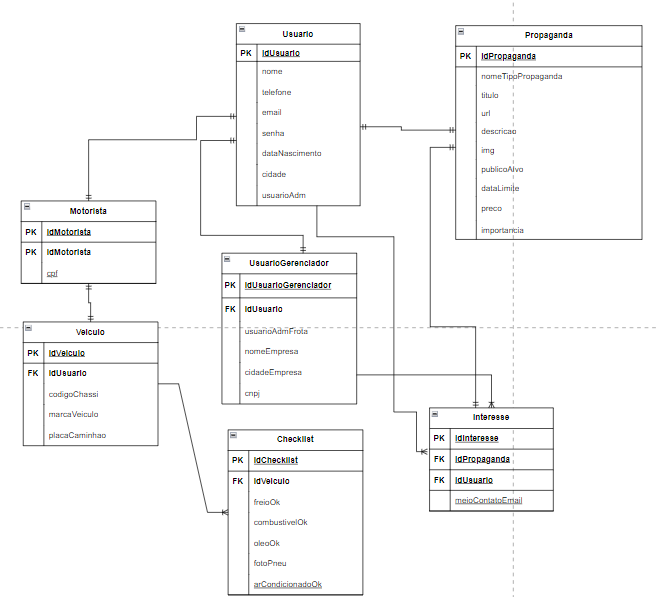 Usuario
PK idUsuario
nome
telefone
email
senha
dataNascimento
cidade
usuarioAdm
Propaganda
PK idPropaganda
nomeTipoPropaganda
titulo
url
descricao
img
publicoAlvo
dataLimite
preco
importancia
Motorista
PK idMotorista
PK idMotorista
cpf
UsuarioGerenciador
PK idUsuarioGerenciador
FK idUsuario
usuarioAdmFrota
nomeEmpresa
cidadeEmpresa
cnpj
Veiculo
PK idVeiculo
FK idUsuario
codigoChassi
marcaVeiculo
placaCaminhao
Checklist
PK idChecklist
FK idVeiculo
freioOk
combustivelOk
oleoOk
fotoPneu
arCondicionadoOk
Interesse
PK idInteresse
FK idPropaganda
FK idUsuario
meioContatoEmail